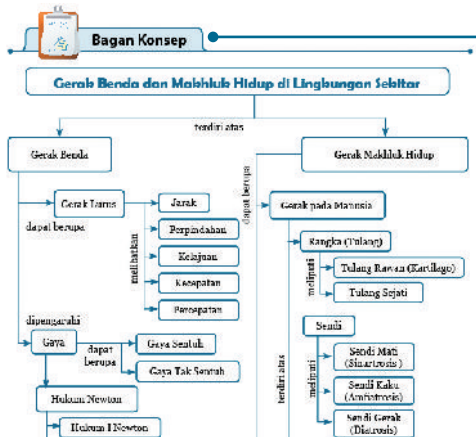 Bagan Konsep
Gerak Benda dan Makhluk Hidup di Lingkungan Sekitar
terdiri atas
Gerak Benda
Gerak Makhluk Hidup
dapat berupa
Gerak Lurus
dapat berupa
melibatkan
Jarak
Perpindahan
Kelajuan
Kecepatan
Percepatan
dipengaruhi
Gaya
dapat
berupa
Gaya Sentuh
Gaya Tak Sentuh
Hukum Newton
Hukum I Newton
Gerak pada Manusia
terdiri atas
Rangka (Tulang)
meliputi
Tulang Rawan (Kartilago)
Tulang Sejati
Sendi
meliputi
Sendi Mati
(Sinartrosis)
Sendi Kaku
(Amfiatrosis)
Sendi Gerak
(Diatrosis)